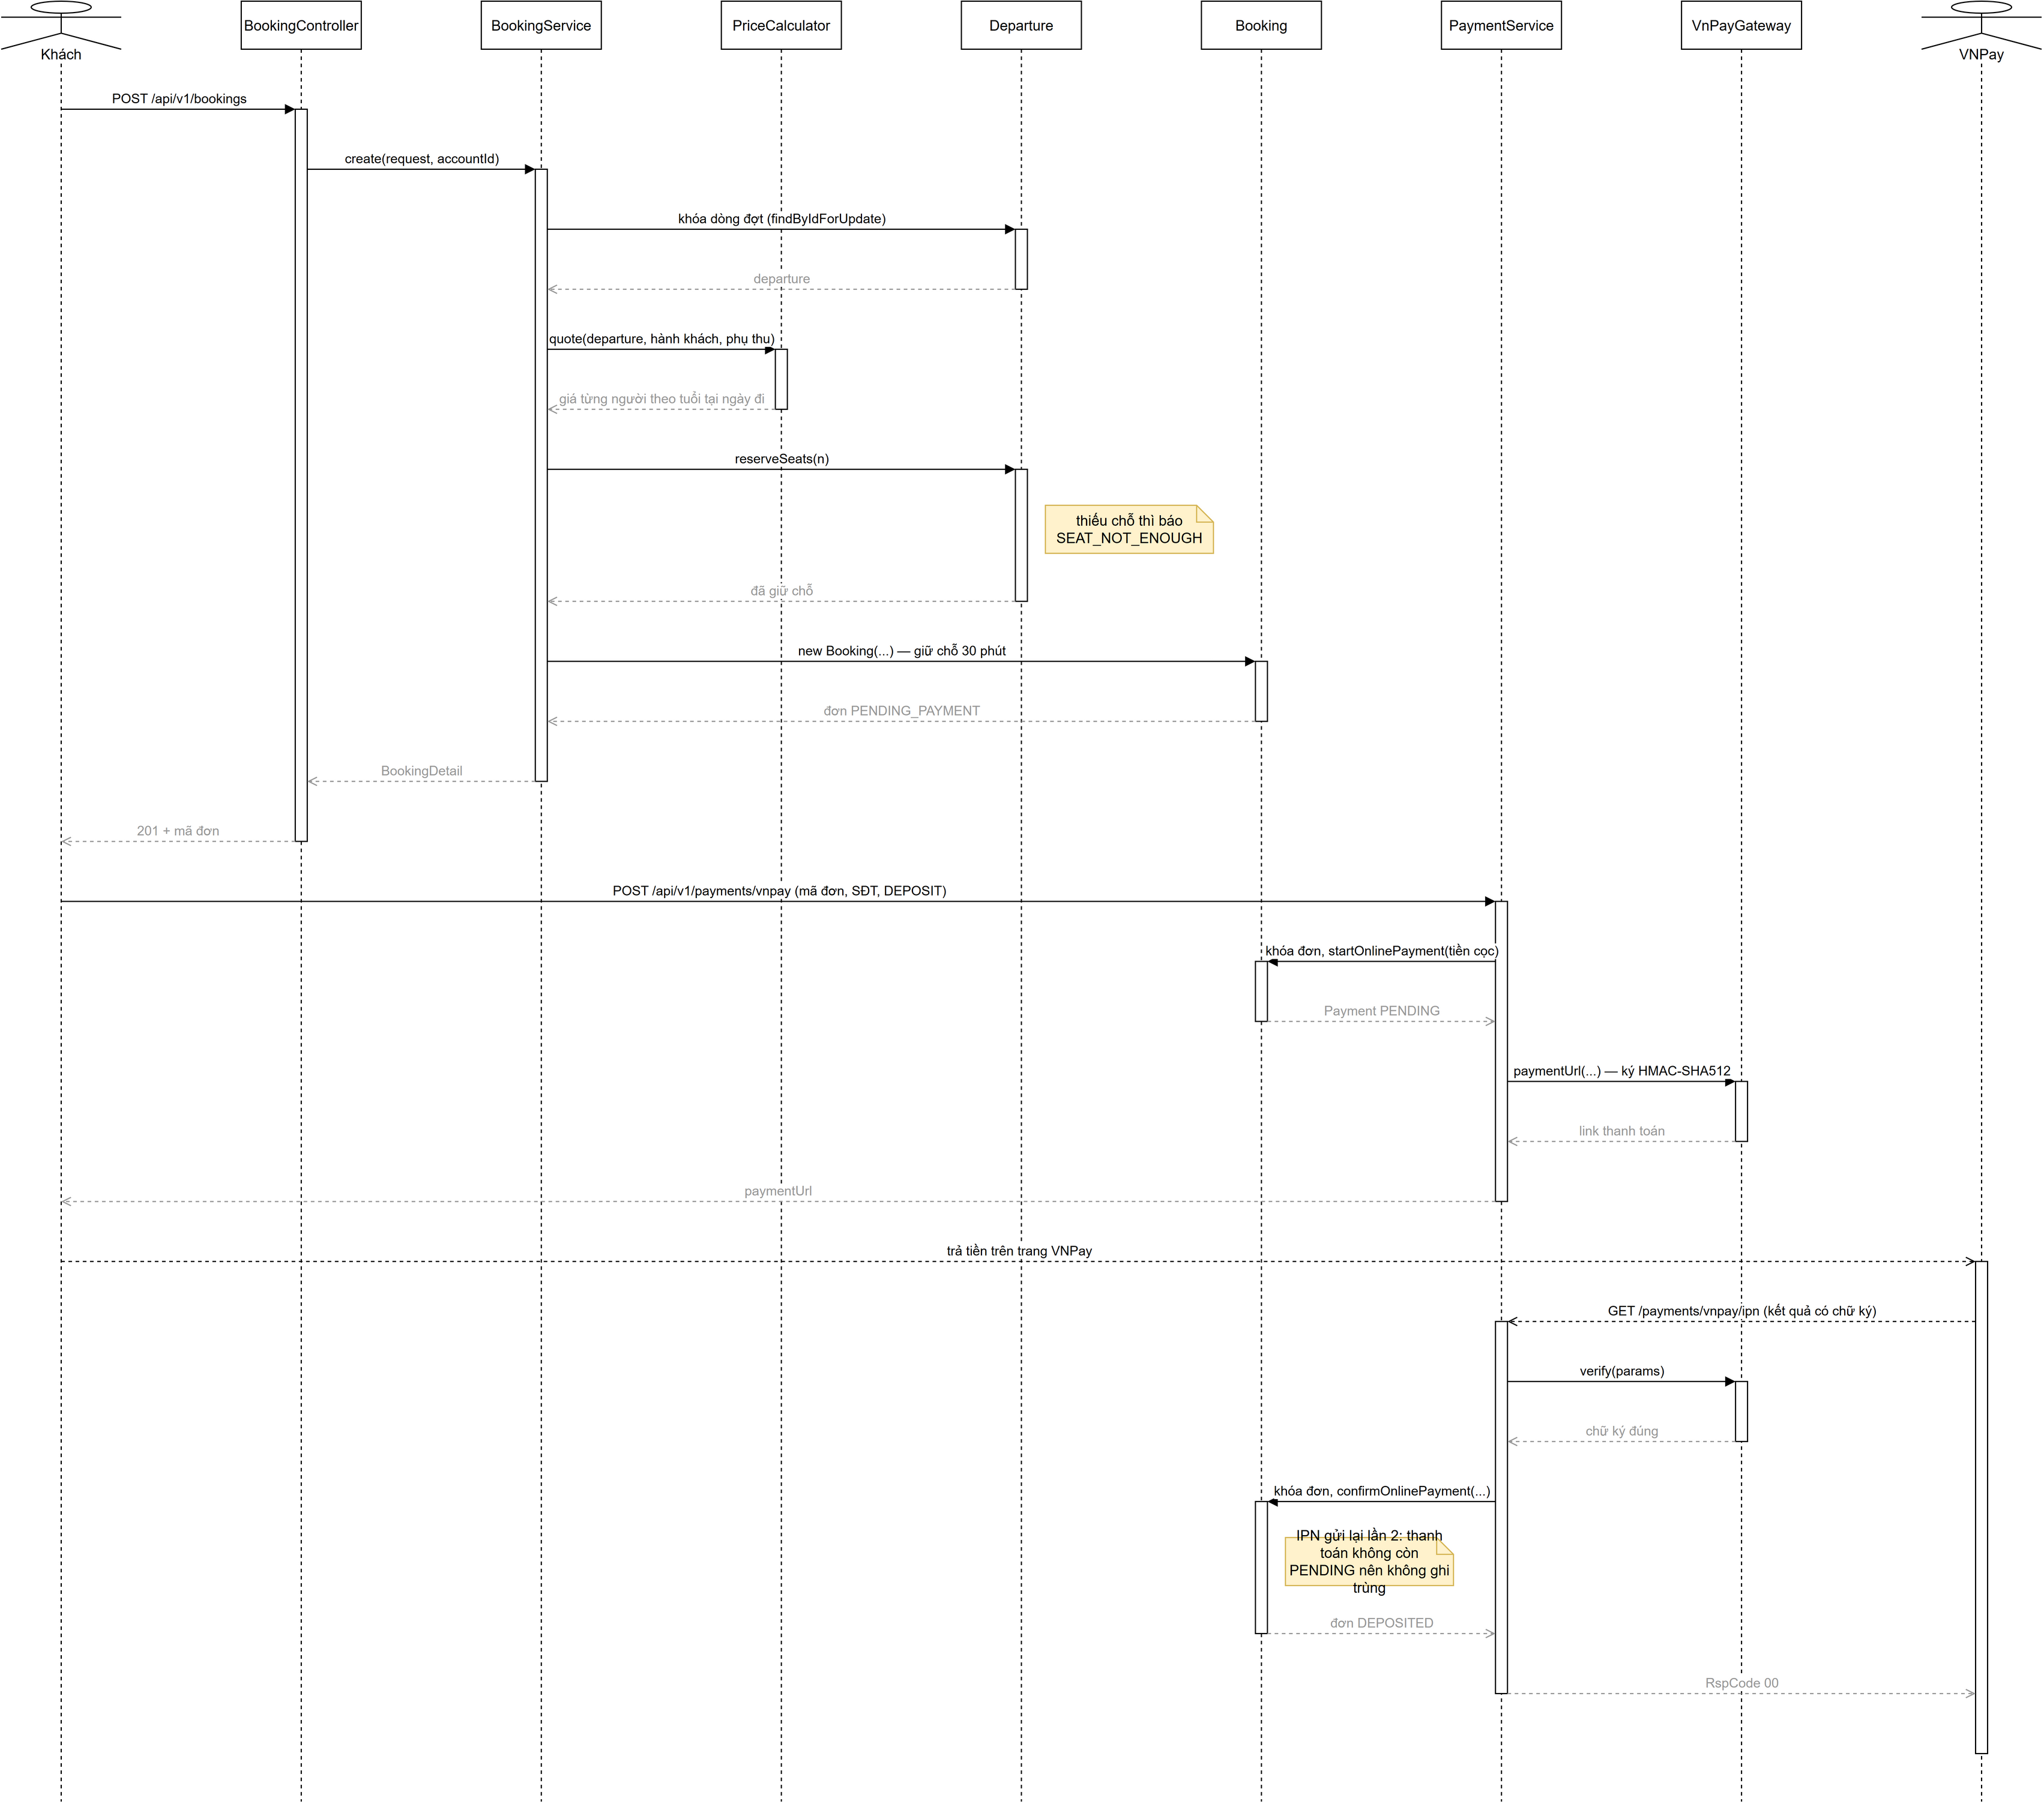 Khách
BookingController
BookingService
PriceCalculator
Departure
Booking
PaymentService
VnPayGateway
VNPay
POST /api/v1/bookings
create(request, accountId)
khóa dòng đợt (findByIdForUpdate)
departure
quote(departure, hành khách, phụ thu)
giá từng người theo tuổi tại ngày đi
reserveSeats(n)
thiếu chỗ thì báo
SEAT_NOT_ENOUGH
đã giữ chỗ
new Booking(...) — giữ chỗ 30 phút
đơn PENDING_PAYMENT
BookingDetail
201 + mã đơn
POST /api/v1/payments/vnpay (mã đơn, SĐT, DEPOSIT)
khóa đơn, startOnlinePayment(tiền cọc)
Payment PENDING
paymentUrl(...) — ký HMAC-SHA512
link thanh toán
paymentUrl
trả tiền trên trang VNPay
GET /payments/vnpay/ipn (kết quả có chữ ký)
verify(params)
chữ ký đúng
khóa đơn, confirmOnlinePayment(...)
IPN gửi lại lần 2: thanh
toán không còn
PENDING nên không ghi
trùng
đơn DEPOSITED
RspCode 00